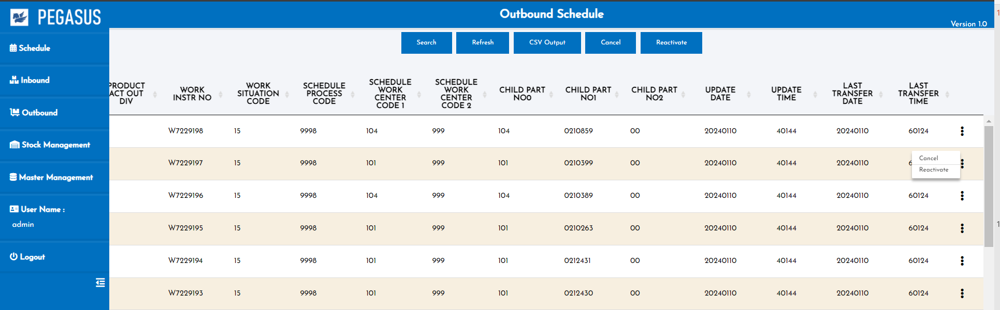 PEGASUS
Outbound Schedule
Version 1.0
Schedule
Inbound
Outbound
Stock Management
Master Management
User Name :
admin
Logout
Search Refresh CSV Output Cancel Reactivate
PRODUCT
ACT OUT
DIV
WORK
INSTR NO
WORK
SITUATION
CODE
SCHEDULE
PROCESS
CODE
SCHEDULE
WORK
CENTER
CODE 1
SCHEDULE
WORK
CENTER
CODE 2
CHILD PART
NO0
CHILD PART
NO1
CHILD PART
NO2
UPDATE
DATE
UPDATE
TIME
LAST
TRANSFER
DATE
LAST
TRANSFER
TIME
W7229198 15 9998 104 999 104 0210859 00 20240110 40144 20240110 60124
W7229197 15 9998 101 999 101 0210399 00 20240110 40144 20240110 6
Cancel
Reactivate
W7229196 15 9998 104 999 104 0210389 00 20240110 40144 20240110 60124
W7229195 15 9998 101 999 101 0210263 00 20240110 40144 20240110 60124
W7229194 15 9998 101 999 101 0212431 00 20240110 40144 20240110 60124
W7229193 15 9998 101 999 101 0212430 00 20240110 40144 20240110 60124